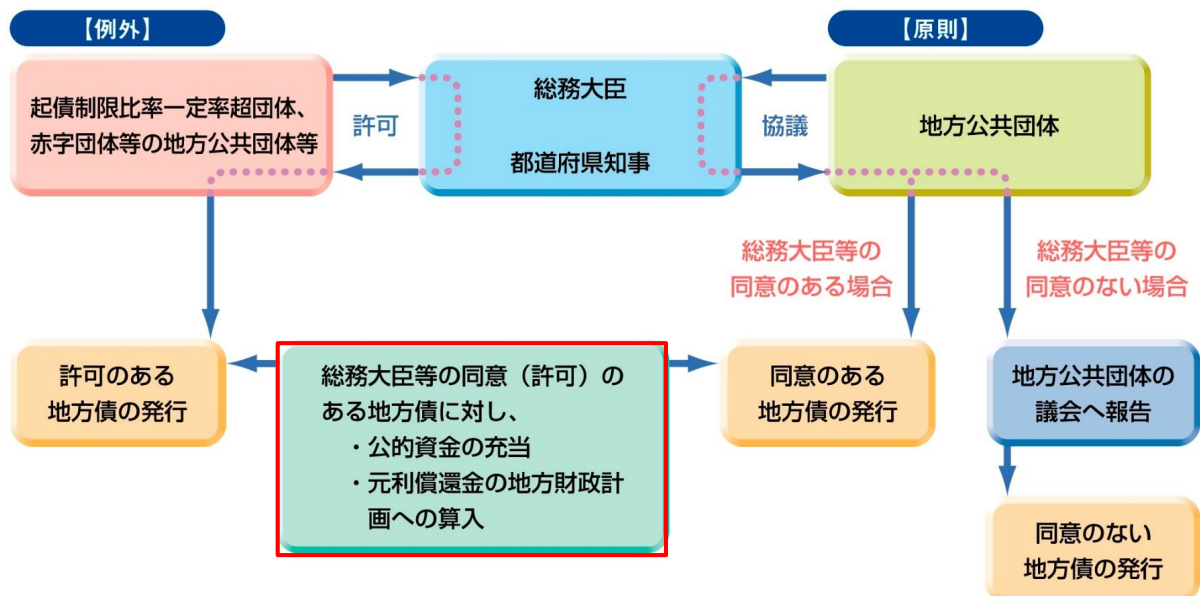 【例外】
【原則】
起債制限比率一定率超団体、
赤字団体等の地方公共団体等
許可
総務大臣
都道府県知事
協議
地方公共団体
総務大臣等の
同意のある場合
総務大臣等の
同意のない場合
許可のある
地方債の発行
総務大臣等の同意（許可）の
ある地方債に対し、
・公的資金の充当
・元利償還金の地方財政計
画への算入
同意のある
地方債の発行
地方公共団体の
議会へ報告
同意のない
地方債の発行